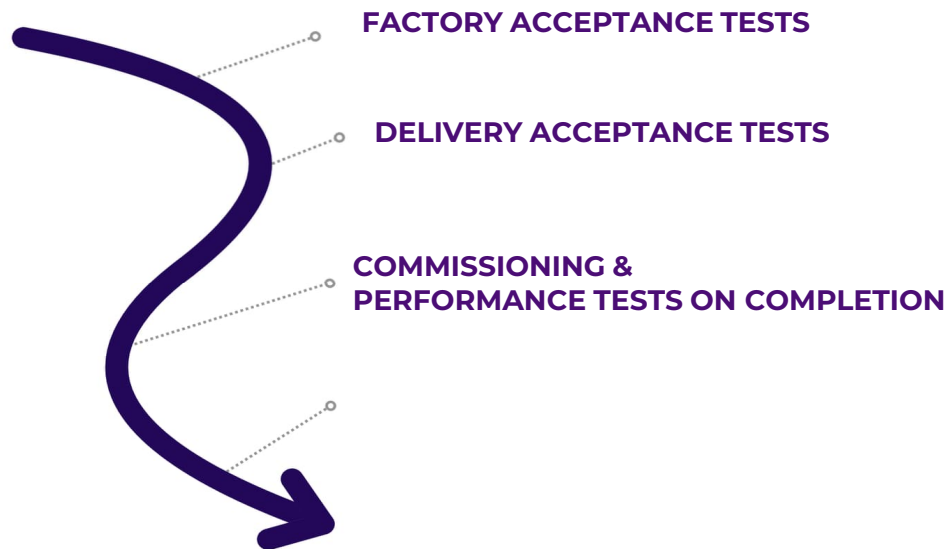 FACTORY ACCEPTANCE TESTS
DELIVERY ACCEPTANCE TESTS
COMMISSIONING &
PERFORMANCE TESTS ON COMPLETION